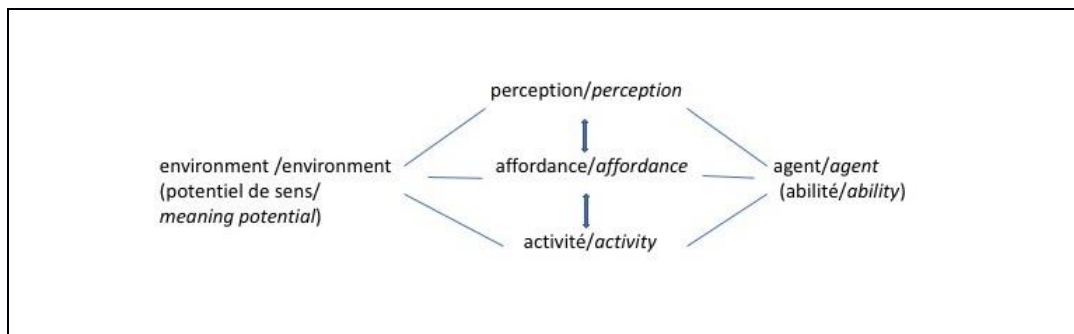 perception/perception
environment /environment
(potentiel de sens/
meaning potential)
affordance/affordance
agent/agent
(abilité/ability)
activité/activity